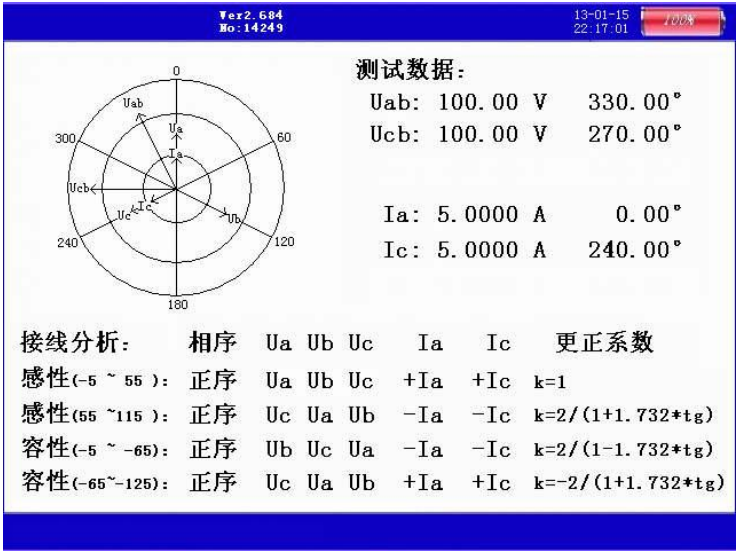 Ver2.684
No:14249
13-01-15
22:17:01
100%
0
60
120
180
240
300
Uab
Ua
Ia
Ucb
Uc
Ic
Ub
测试数据:
Uab: 100.00 V 330.00°
Ucb: 100.00 V 270.00°
Ia: 5.0000 A 0.00°
Ic: 5.0000 A 240.00°
接线分析: 相序 Ua Ub Uc Ia Ic 更正系数
感性(-5 ~ 55 ): 正序 Ua Ub Uc +Ia +Ic k=1
感性(55 ~115 ): 正序 Uc Ua Ub -Ia -Ic k=2/(1+1.732*tg)
容性(-5 ~ -65): 正序 Ub Uc Ua -Ia -Ic k=2/(1-1.732*tg)
容性(-65~-125): 正序 Uc Ua Ub +Ia +Ic k=-2/(1+1.732*tg)